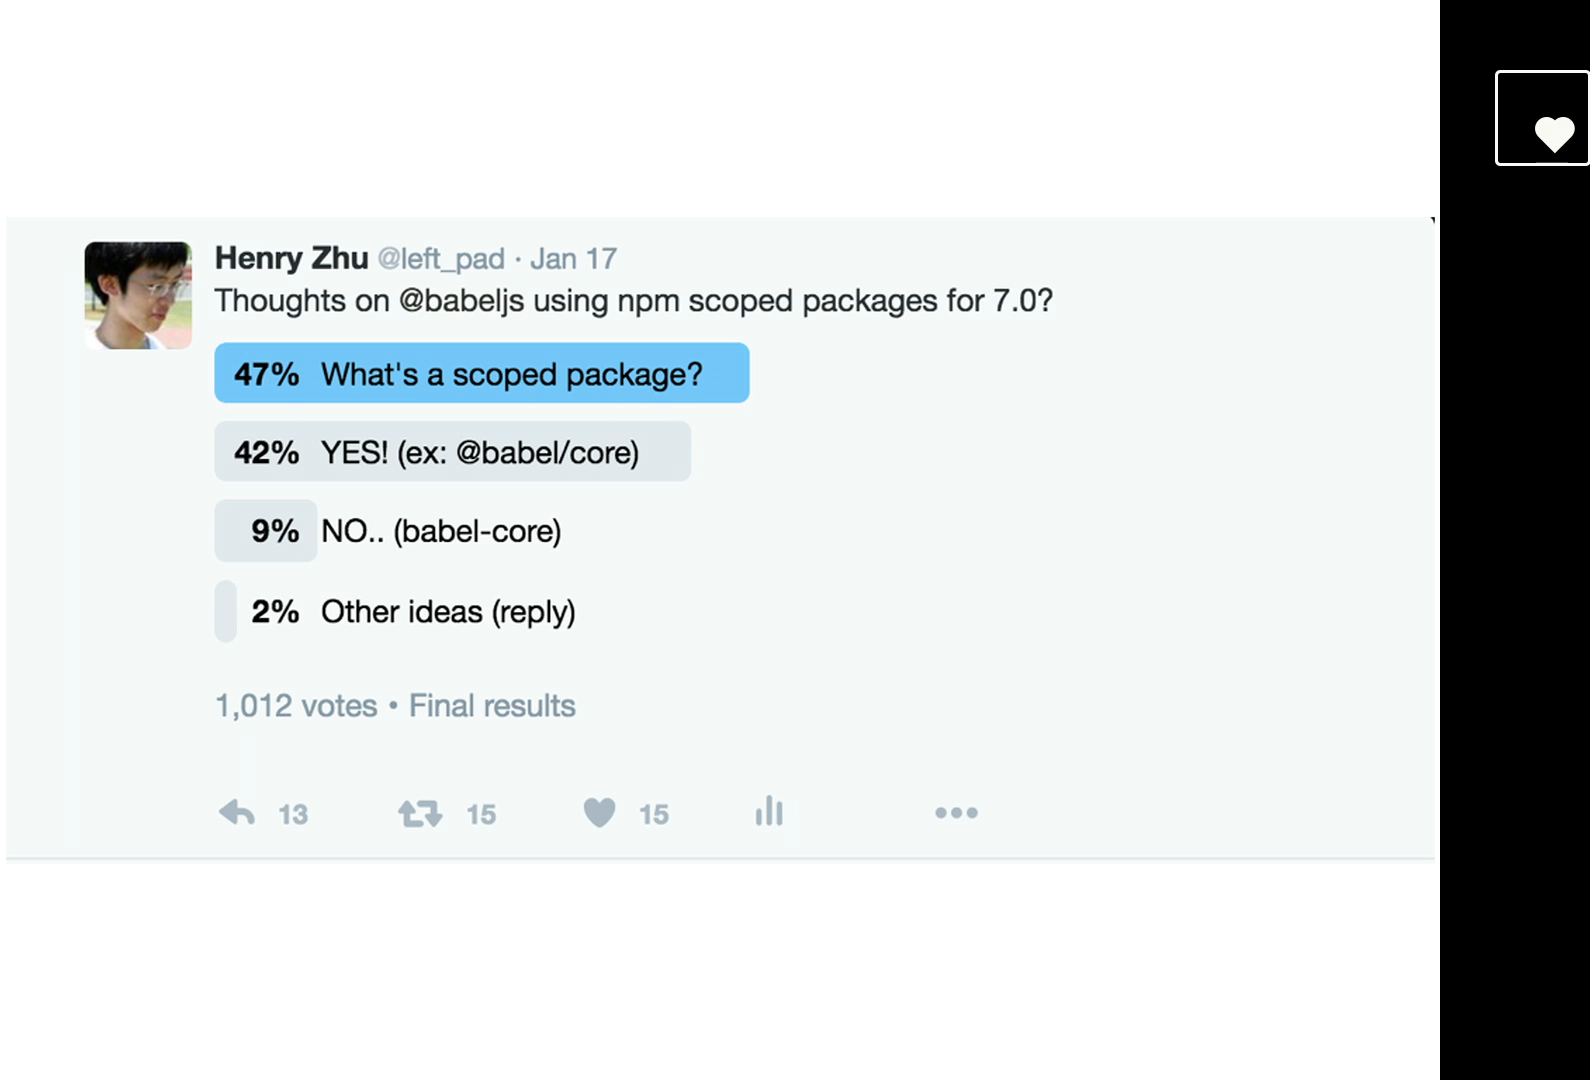 Henry Zhu @left_pad · Jan 17
Thoughts on @babeljs using npm scoped packages for 7.0?
47% What's a scoped package?
42% YES! (ex: @babel/core)
9% NO.. (babel-core)
2% Other ideas (reply)
1,012 votes • Final results
13 15 15